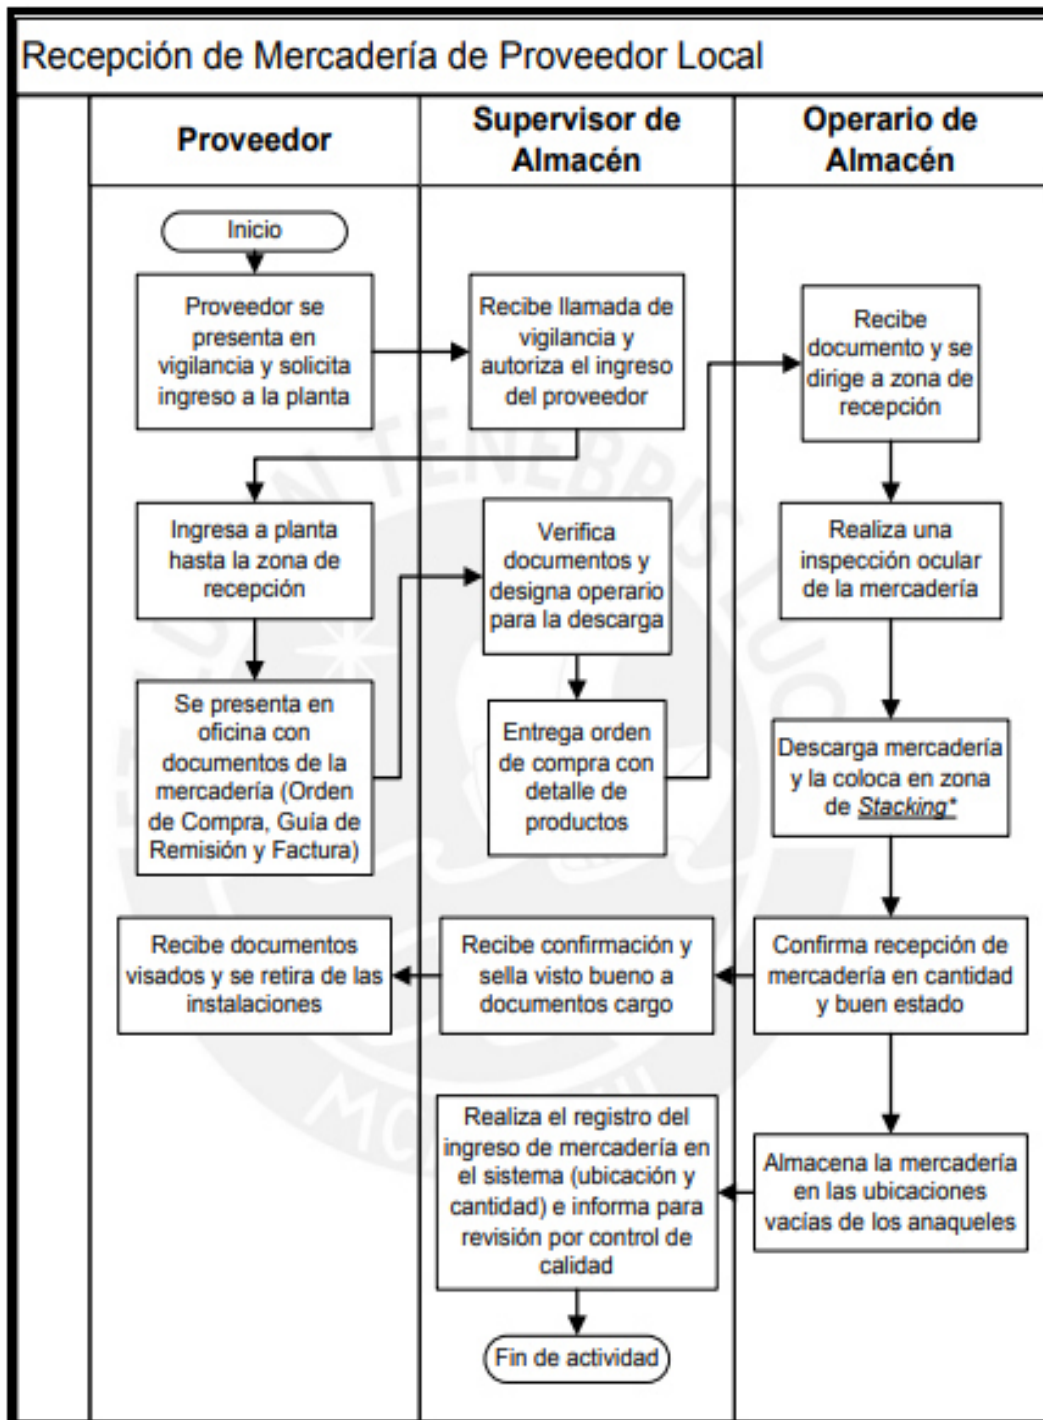 Recepción de Mercadería de Proveedor Local
Proveedor
Supervisor de
Almacén
Operario de
Almacén
Inicio
Proveedor se
presenta en
vigilancia y solicita
ingreso a la planta
Recibe llamada de
vigilancia y
autoriza el ingreso
del proveedor
Recibe
documento y se
dirige a zona de
recepción
Ingresa a planta
hasta la zona de
recepción
Verifica
documentos y
designa operario
para la descarga
Realiza una
inspección ocular
de la mercadería
Se presenta en
oficina con
documentos de la
mercadería (Orden
de Compra, Guía de
Remisión y Factura)
Entrega orden
de compra con
detalle de
productos
Descarga mercadería
y la coloca en zona
de Stacking*
Recibe documentos
visados y se retira de las
instalaciones
Recibe confirmación y
sella visto bueno a
documentos cargo
Confirma recepción de
mercadería en cantidad
y buen estado
Realiza el registro del
ingreso de mercadería en
el sistema (ubicación y
cantidad) e informa para
revisión por control de
calidad
Almacena la mercadería
en las ubicaciones
vacías de los anaqueles
Fin de actividad
TENEBRIS